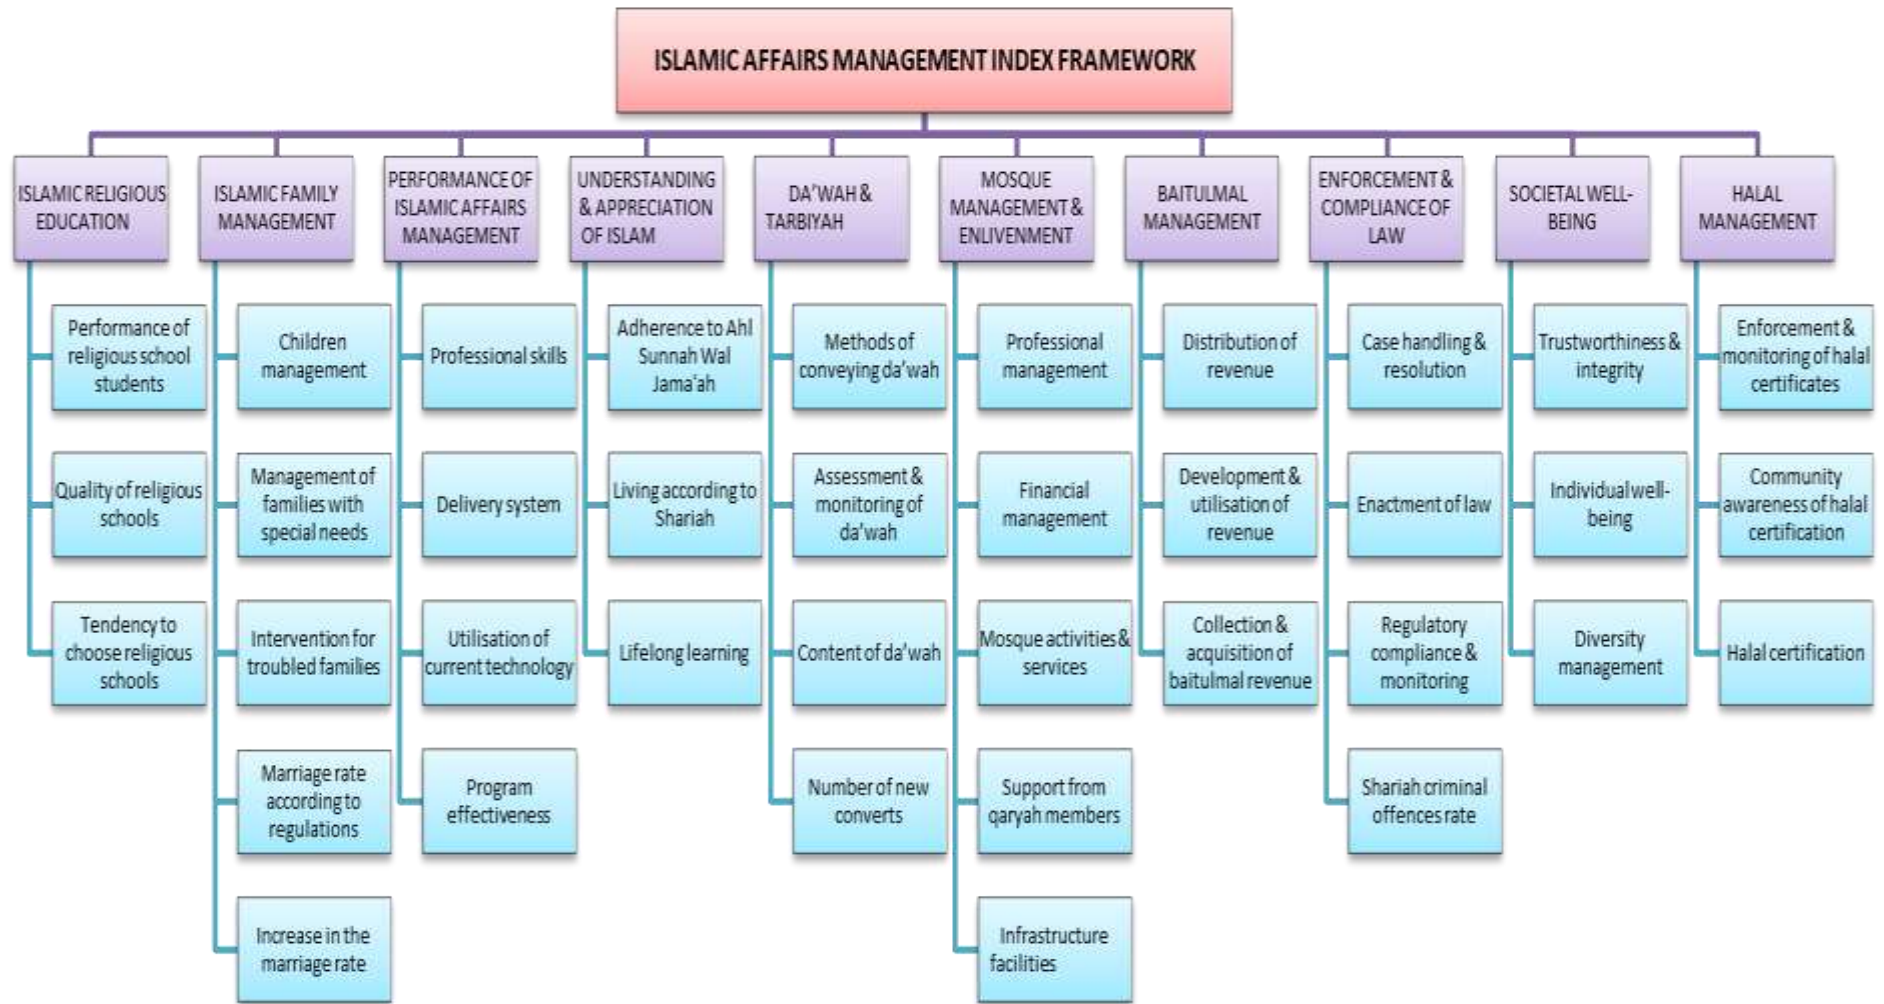 ISLAMIC AFFAIRS MANAGEMENT INDEX FRAMEWORK
ISLAMIC RELIGIOUS
EDUCATION
Performance of
religious school
students
Quality of religious
schools
Tendency to
choose religious
schools
ISLAMIC FAMILY
MANAGEMENT
Children
management
Management of
families with
special needs
Intervention for
troubled families
Marriage rate
according to
regulations
Increase in the
marriage rate
PERFORMANCE OF
ISLAMIC AFFAIRS
MANAGEMENT
Professional skills
Delivery system
Utilisation of
current technology
Program
effectiveness
UNDERSTANDING
& APPRECIATION
OF ISLAM
Adherence to Ahl
Sunnah Wal
Jama‘ah
Living according to
Shariah
Lifelong learning
DA’WAH &
TARBIYAH
Methods of
conveying da’wah
Assessment &
monitoring of
da’wah
Content of da’wah
Number of new
converts
MOSQUE
MANAGEMENT &
ENLIVENMENT
Professional
management
Financial
management
Mosque activities &
services
Support from
qaryah members
Infrastructure
facilities
BAITULMAL
MANAGEMENT
Distribution of
revenue
Development &
utilisation of
revenue
Collection &
acquisition of
baitulmal revenue
ENFORCEMENT &
COMPLIANCE OF
LAW
Case handling &
resolution
Enactment of law
Regulatory
compliance &
monitoring
Shariah criminal
offences rate
SOCIETAL WELL-
BEING
Trustworthiness &
integrity
Individual well-
being
Diversity
management
HALAL
MANAGEMENT
Enforcement &
monitoring of halal
certificates
Community
awareness of halal
certification
Halal certification